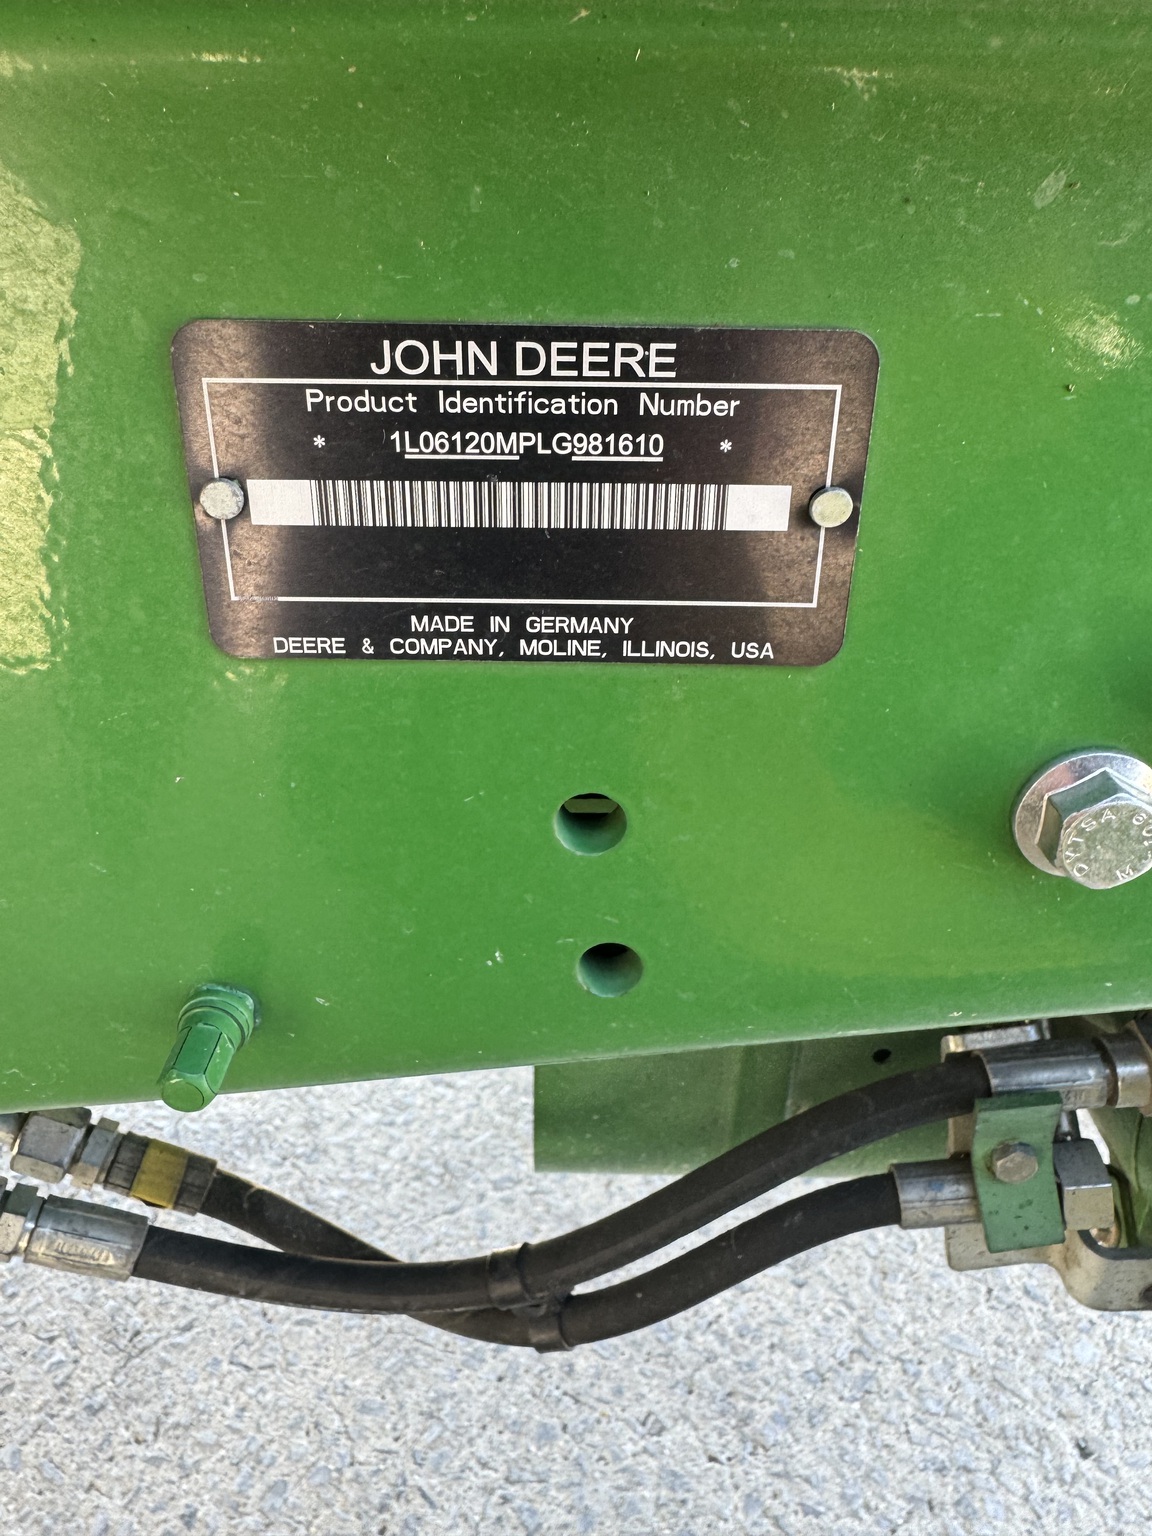 JOHN DEERE
Product Identification Number
* 1L06120MPLG981610 *
MADE IN GERMANY
DEERE & COMPANY, MOLINE, ILLINOIS, USA